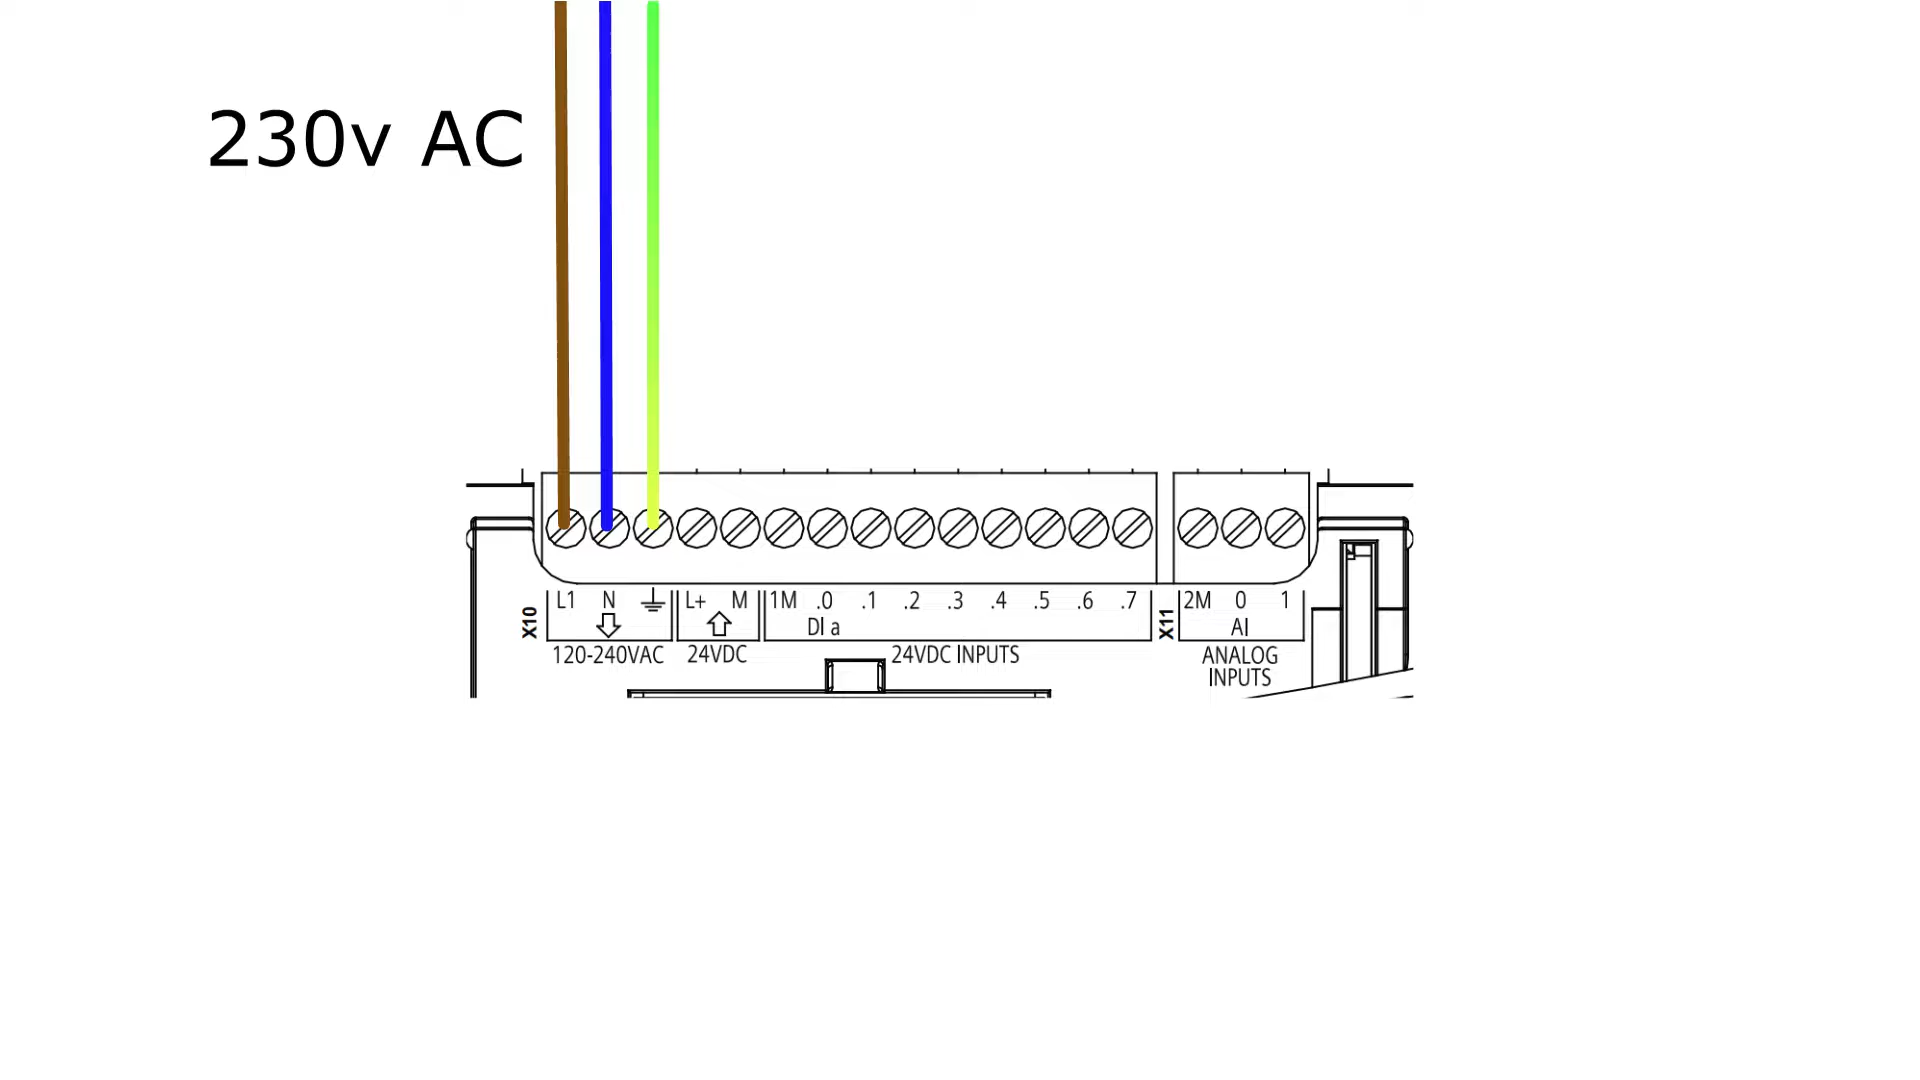 230v AC
X10
L1 N
120-240VAC
L+ M
24VDC
1M .0 .1 .2 .3 .4 .5 .6 .7
DI a
24VDC INPUTS
X11
2M 0 1
AI
ANALOG
INPUTS